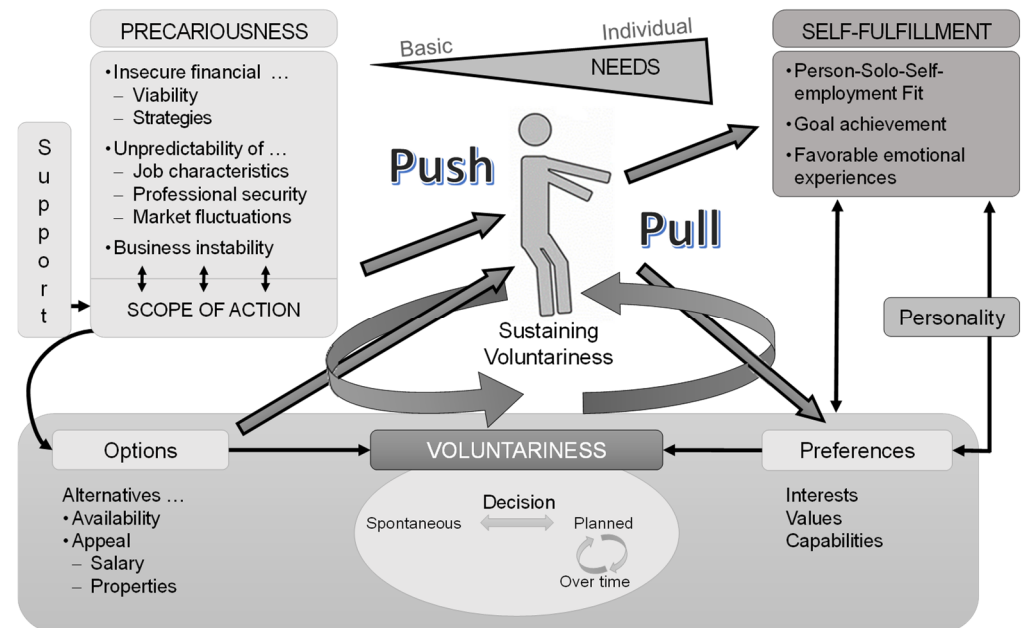 PRECARIOUSNESS
• Insecure financial …
– Viability
– Strategies
• Unpredictability of …
– Job characteristics
– Professional security
– Market fluctuations
• Business instability
SCOPE OF ACTION
Support
Basic
Individual
NEEDS
Push
Pull
Sustaining
Voluntariness
SELF-FULFILLMENT
• Person-Solo-Self-
employment Fit
• Goal achievement
• Favorable emotional
experiences
Personality
Options
Alternatives …
• Availability
• Appeal
– Salary
– Properties
VOLUNTARINESS
Decision
Spontaneous
Planned
Over time
Preferences
Interests
Values
Capabilities